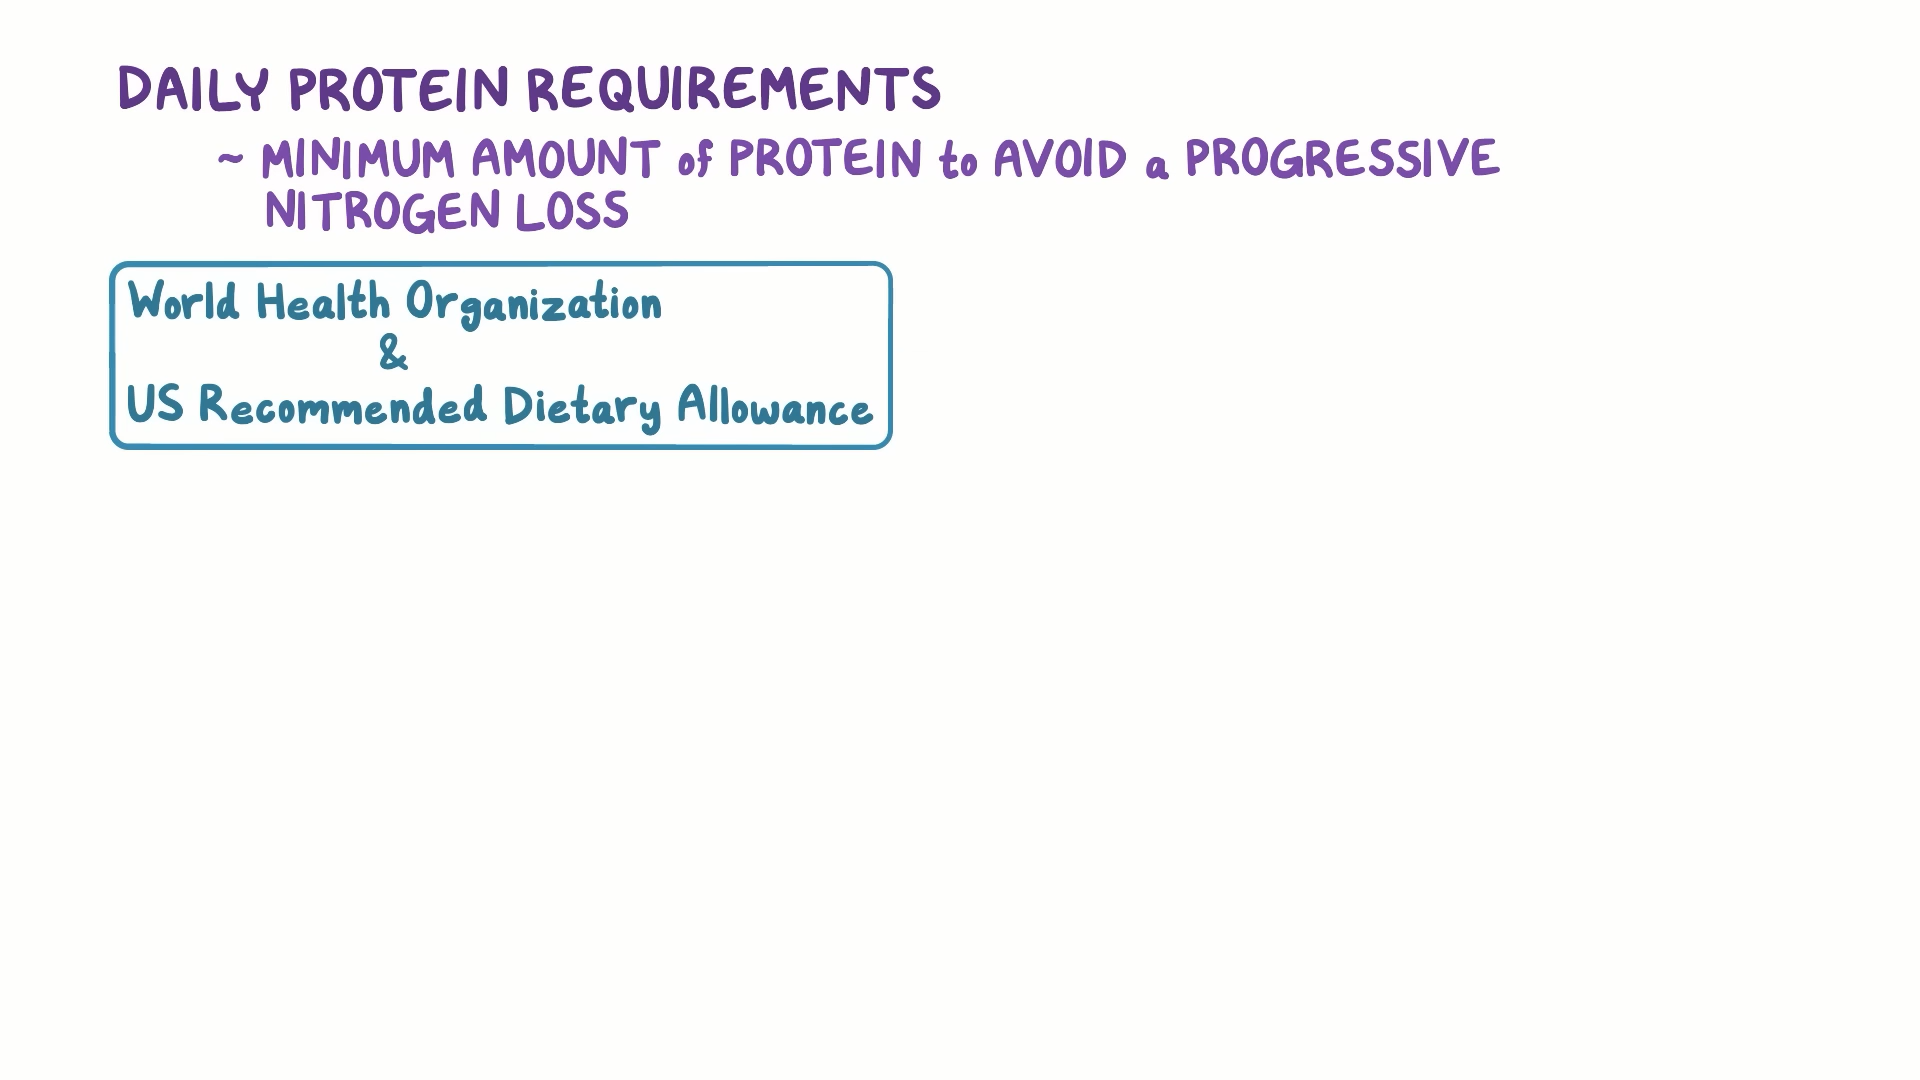 DAILY PROTEIN REQUIREMENTS
~ MINIMUM AMOUNT of PROTEIN to AVOID a PROGRESSIVE
NITROGEN LOSS
World Health Organization
&
US Recommended Dietary Allowance